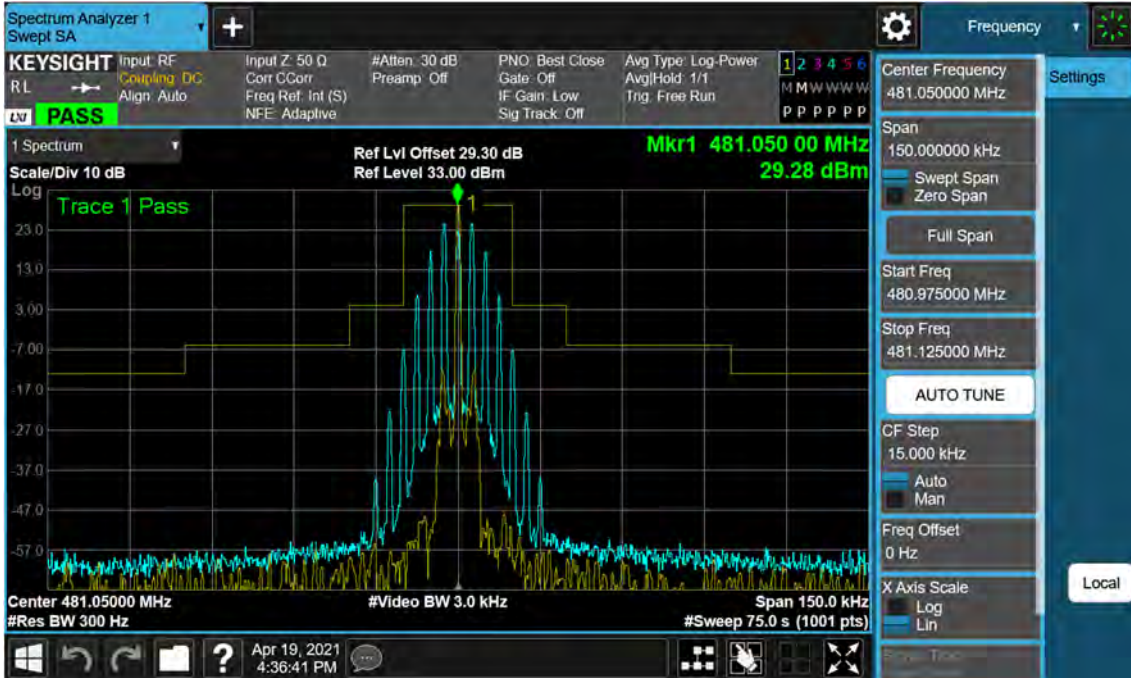 Spectrum Analyzer 1
Swept SA
Frequency
KEYSIGHT
R L
LXI
PASS
Input: RF
Coupling: DC
Align: Auto
Input Z: 50 Ω
Corr CCorr
Freq Ref: Int (S)
NFE: Adaptive
#Atten: 30 dB
Preamp: Off
PNO: Best Close
Gate: Off
IF Gain: Low
Sig Track: Off
Avg Type: Log-Power
Avg|Hold: 1/1
Trig: Free Run
1 2 3 4 5 6
M M W W W W
P P P P P P
1 Spectrum
Scale/Div 10 dB
Ref Lvl Offset 29.30 dB
Ref Level 33.00 dBm
Mkr1 481.050 00 MHz
29.28 dBm
Log
Trace 1 Pass
1
23.0
13.0
3.00
-7.00
-17.0
-27.0
-37.0
-47.0
-57.0
Center 481.05000 MHz
#Res BW 300 Hz
#Video BW 3.0 kHz
Span 150.0 kHz
#Sweep 75.0 s (1001 pts)
?
Apr 19, 2021
4:36:41 PM
Center Frequency
481.050000 MHz
Span
150.000000 kHz
Swept Span
Zero Span
Full Span
Start Freq
480.975000 MHz
Stop Freq
481.125000 MHz
AUTO TUNE
CF Step
15.000 kHz
Auto
Man
Freq Offset
0 Hz
X Axis Scale
Log
Lin
Settings
Local